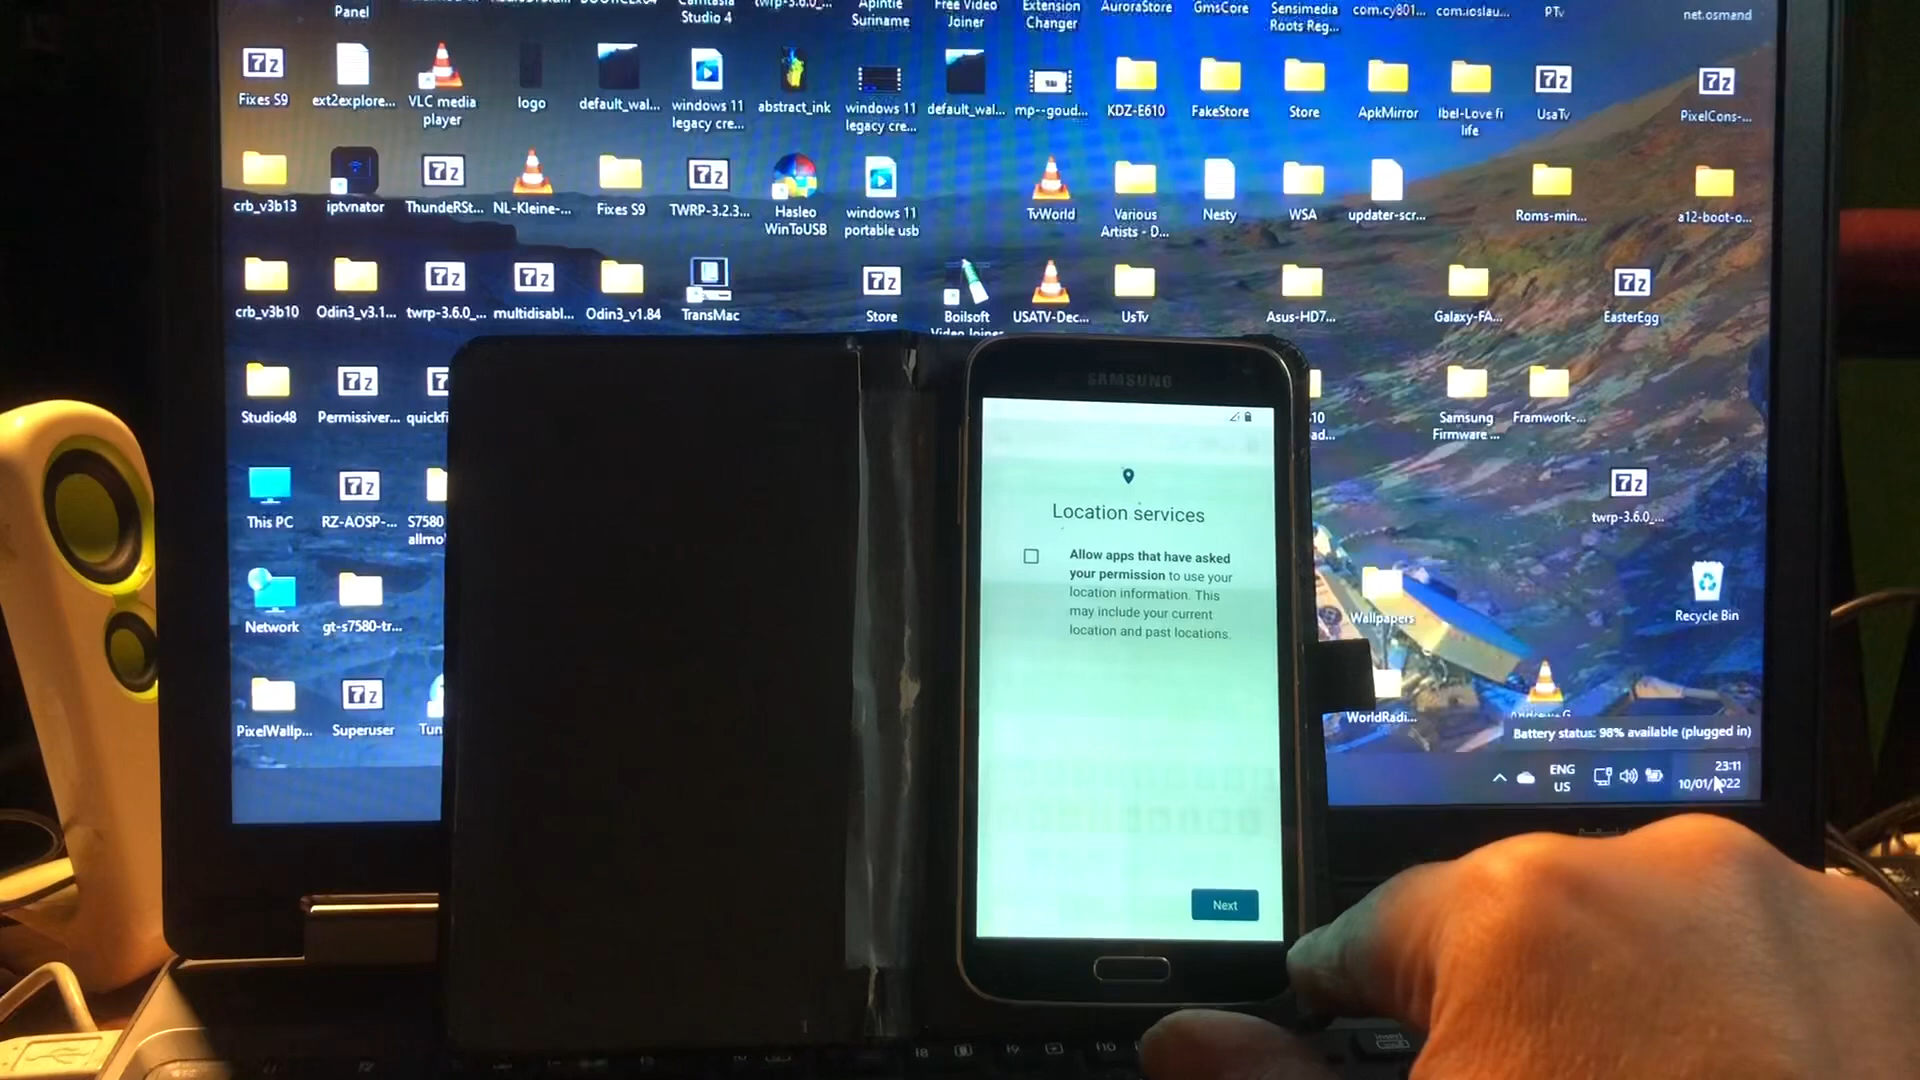 Panel
Studio 4
Apintie
Suriname
Free Video
Joiner
Extension
Changer
AuroraStore
GmsCore
Sensimedia
Roots Reg...
com.cy801...
com.ioslau...
net.osmand
Fixes S9
ext2explore...
VLC media
player
logo
default_wal...
windows 11
legacy cre...
abstract_ink
windows 11
legacy cre...
default_wal...
mp--goud...
KDZ-E610
FakeStore
Store
ApkMirror
Ibel-Love fi
life
UsaTv
PixelCons-...
crb_v3b13
iptvnator
ThundeRSt...
NL-Kleine-...
Fixes S9
TWRP-3.2.3...
Hasleo
WinToUSB
windows 11
portable usb
TvWorld
Various
Artists - D...
Nesty
WSA
updater-scr...
Roms-min...
a12-boot-o...
crb_v3b10
Odin3_v3.1...
twrp-3.6.0_...
multidisabl...
Odin3_v1.84
TransMac
Store
Boilsoft
Video Joiner
USATV-Dec...
UsTv
Asus-HD7...
Galaxy-FA...
EasterEgg
Studio48
Permissiver...
quickfi
Samsung
Firmware ...
Framwork-...
This PC
RZ-AOSP-...
S7580
allmo
twrp-3.6.0_...
Network
gt-s7580-tr...
Wallpapers
Recycle Bin
PixelWallp...
Superuser
Tun
WorldRadi...
Battery status: 98% available (plugged in)
ENG
US
23:11
SAMSUNG
Location services
Allow apps that have asked
your permission to use your
location information. This
may include your current
location and past locations.
Next